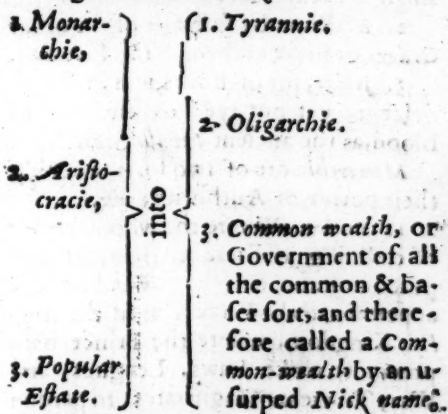 1. Monar-
chie,
2. Ariſto-
cracie,
3. Popular
Eſtate.
into
1. Tyrannie.
2. Oligarchie.
3. Common wealth, or
Government of, all
the common & ba-
ſer ſort, and there-
fore called a Com-
mon-wealth by an u-
ſurped Nick name.